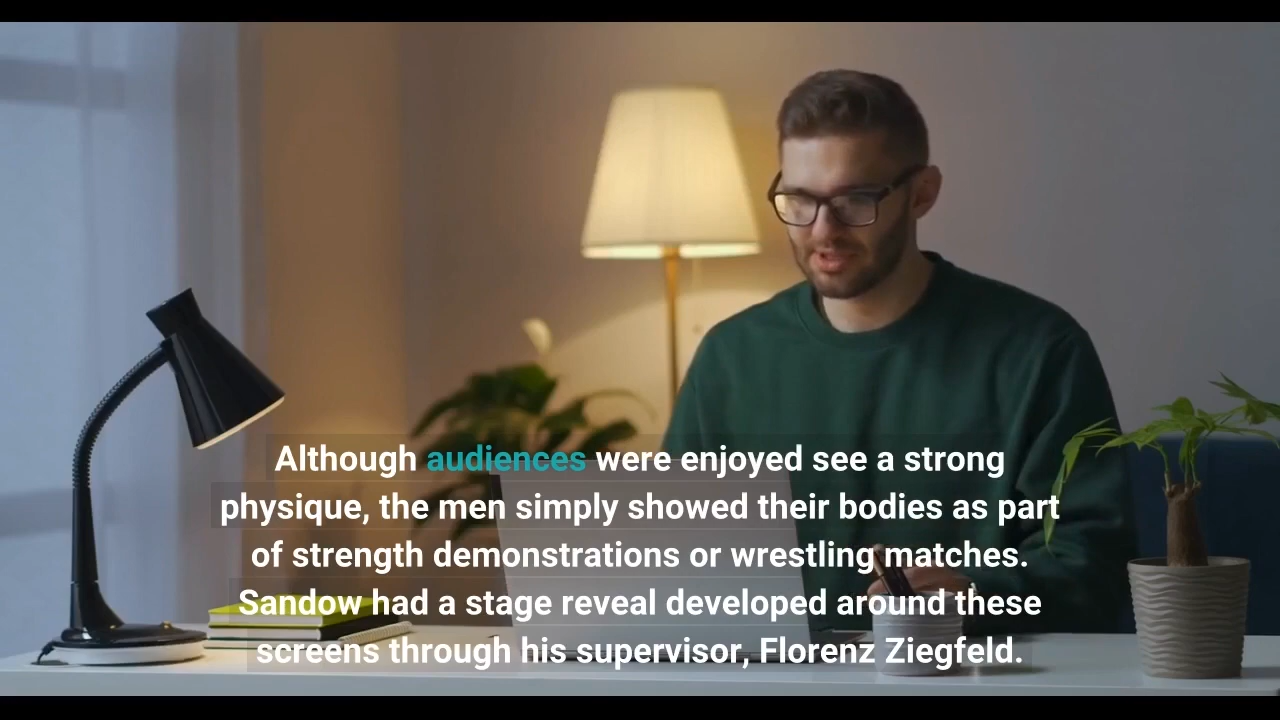 Although audiences were enjoyed see a strong
physique, the men simply showed their bodies as part
of strength demonstrations or wrestling matches.
Sandow had a stage reveal developed around these
screens through his supervisor, Florenz Ziegfeld.